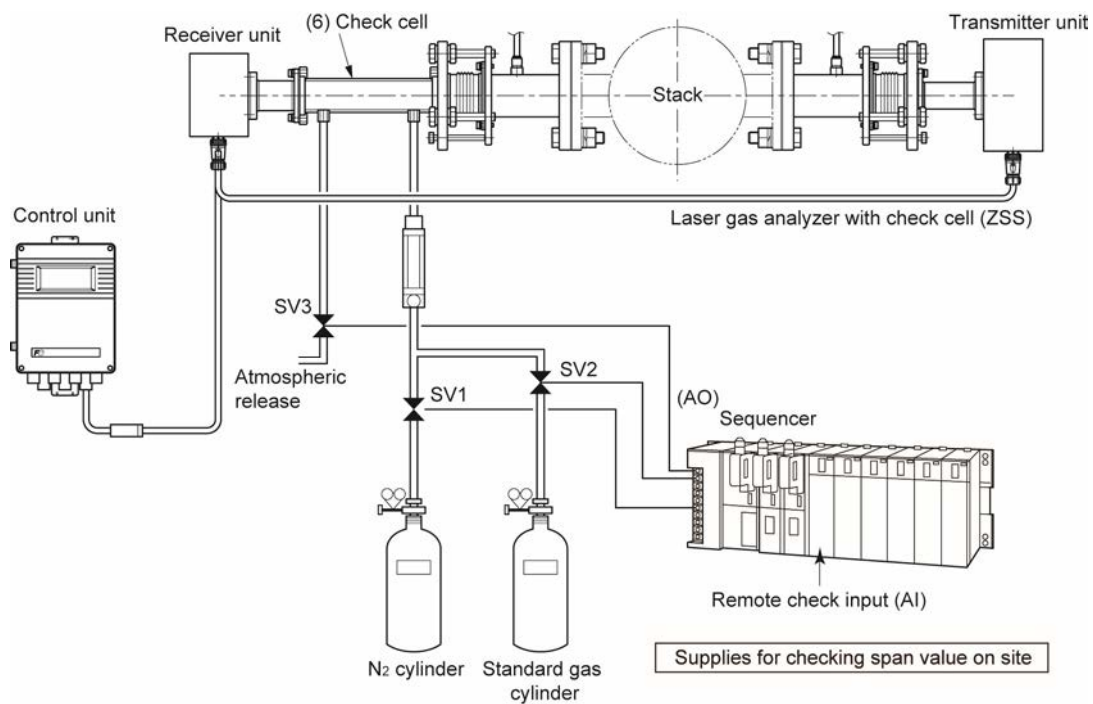 (6) Check cell
Receiver unit
Transmitter unit
Stack
Control unit
Laser gas analyzer with check cell (ZSS)
SV3
Atmospheric
release
SV1
SV2
(AO)
Sequencer
Remote check input (AI)
N2 cylinder
Standard gas
cylinder
Supplies for checking span value on site